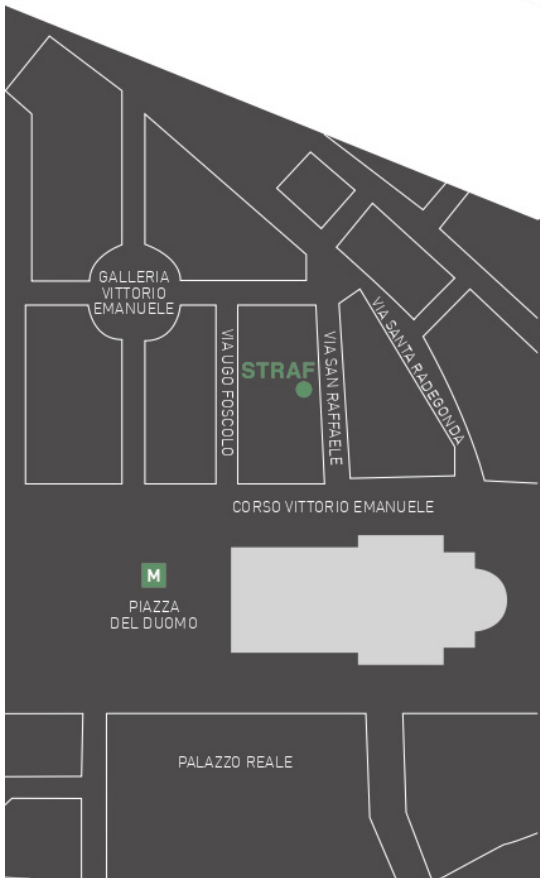 GALLERIA
VITTORIO
EMANUELE
VIA UGO FOSCOLO
STRAF
VIA SAN RAFFAELE
VIA SANTA RADEGONDA
CORSO VITTORIO EMANUELE
M
PIAZZA
DEL DUOMO
PALAZZO REALE